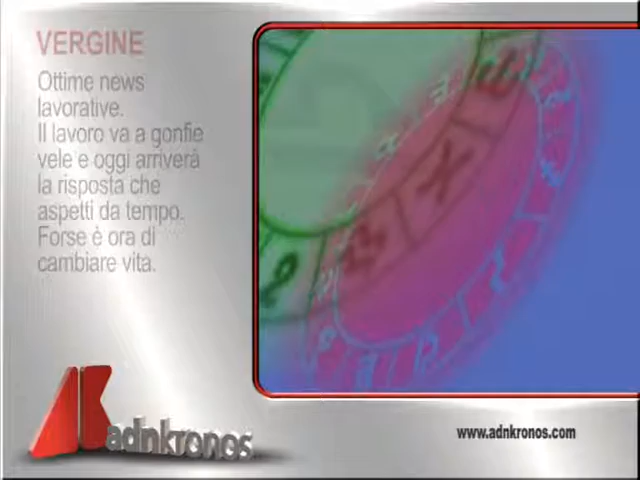 VERGINE
Ottime news
lavorative.
Il lavoro va a gonfie
vele e oggi arriverà
la risposta che
aspetti da tempo.
Forse è ora di
cambiare vita.
adnkronos
www.adnkronos.com